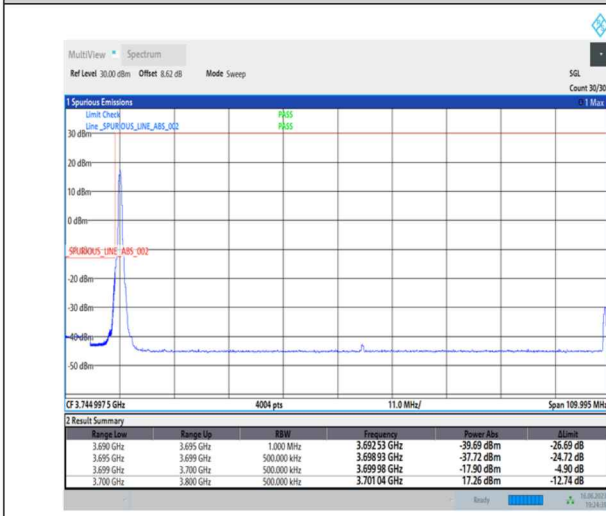 MultiView Spectrum
Ref Level 30.00 dBm Offset 8.62 dB Mode Sweep SGL
Count 30/30
1 Spurious Emissions 1 Max
Limit Check PASS
Line _SPURIOUS_LINE_ABS_002 PASS
30 dBm
20 dBm
10 dBm
0 dBm
_SPURIOUS_LINE_ABS_002
-20 dBm
-30 dBm
-40 dBm
-50 dBm
CF 3.744 997 5 GHz 4004 pts 11.0 MHz/ Span 109.995 MHz
2 Result Summary
Range Low Range Up RBW Frequency Power Abs ΔLimit
3.690 GHz 3.695 GHz 1.000 MHz 3.692 53 GHz -39.69 dBm -26.69 dB
3.695 GHz 3.699 GHz 500.000 kHz 3.698 93 GHz -37.72 dBm -24.72 dB
3.699 GHz 3.700 GHz 500.000 kHz 3.699 98 GHz -17.90 dBm -4.90 dB
3.700 GHz 3.800 GHz 500.000 kHz 3.701 04 GHz 17.26 dBm -12.74 dB
Ready